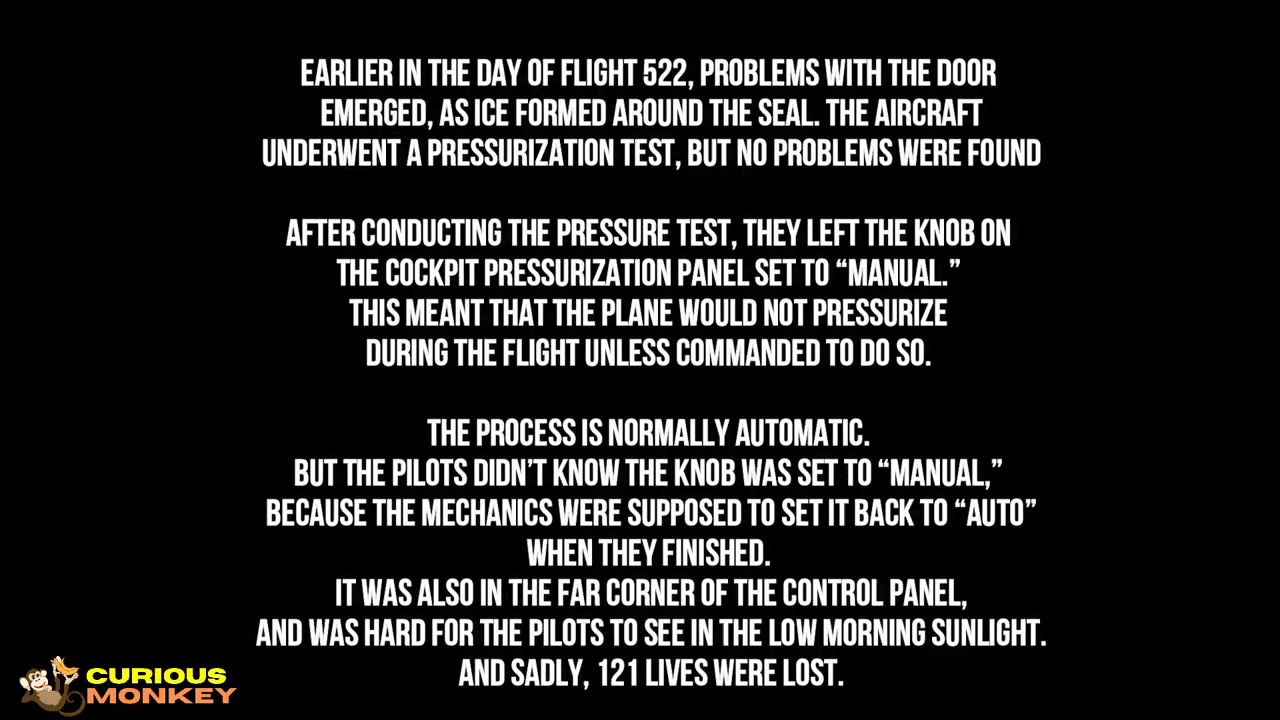 EARLIER IN THE DAY OF FLIGHT 522, PROBLEMS WITH THE DOOR
EMERGED, AS ICE FORMED AROUND THE SEAL. THE AIRCRAFT
UNDERWENT A PRESSURIZATION TEST, BUT NO PROBLEMS WERE FOUND
AFTER CONDUCTING THE PRESSURE TEST, THEY LEFT THE KNOB ON
THE COCKPIT PRESSURIZATION PANEL SET TO “MANUAL.”
THIS MEANT THAT THE PLANE WOULD NOT PRESSURIZE
DURING THE FLIGHT UNLESS COMMANDED TO DO SO.
THE PROCESS IS NORMALLY AUTOMATIC.
BUT THE PILOTS DIDN’T KNOW THE KNOB WAS SET TO “MANUAL,”
BECAUSE THE MECHANICS WERE SUPPOSED TO SET IT BACK TO “AUTO”
WHEN THEY FINISHED.
IT WAS ALSO IN THE FAR CORNER OF THE CONTROL PANEL,
AND WAS HARD FOR THE PILOTS TO SEE IN THE LOW MORNING SUNLIGHT.
AND SADLY, 121 LIVES WERE LOST.
CURIOUS
MONKEY